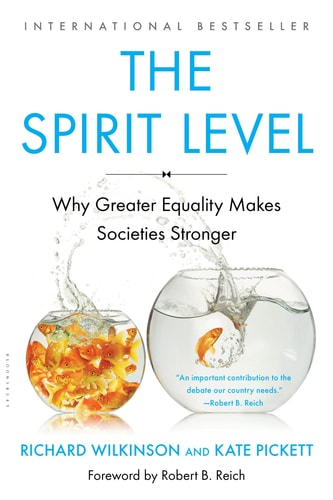 INTERNATIONAL BESTSELLER
THE
SPIRIT LEVEL
Why Greater Equality Makes
Societies Stronger
"An important contribution to the
debate our country needs."
—Robert B. Reich
BLOOMSBURY
RICHARD WILKINSON AND KATE PICKETT
Foreword by Robert B. Reich